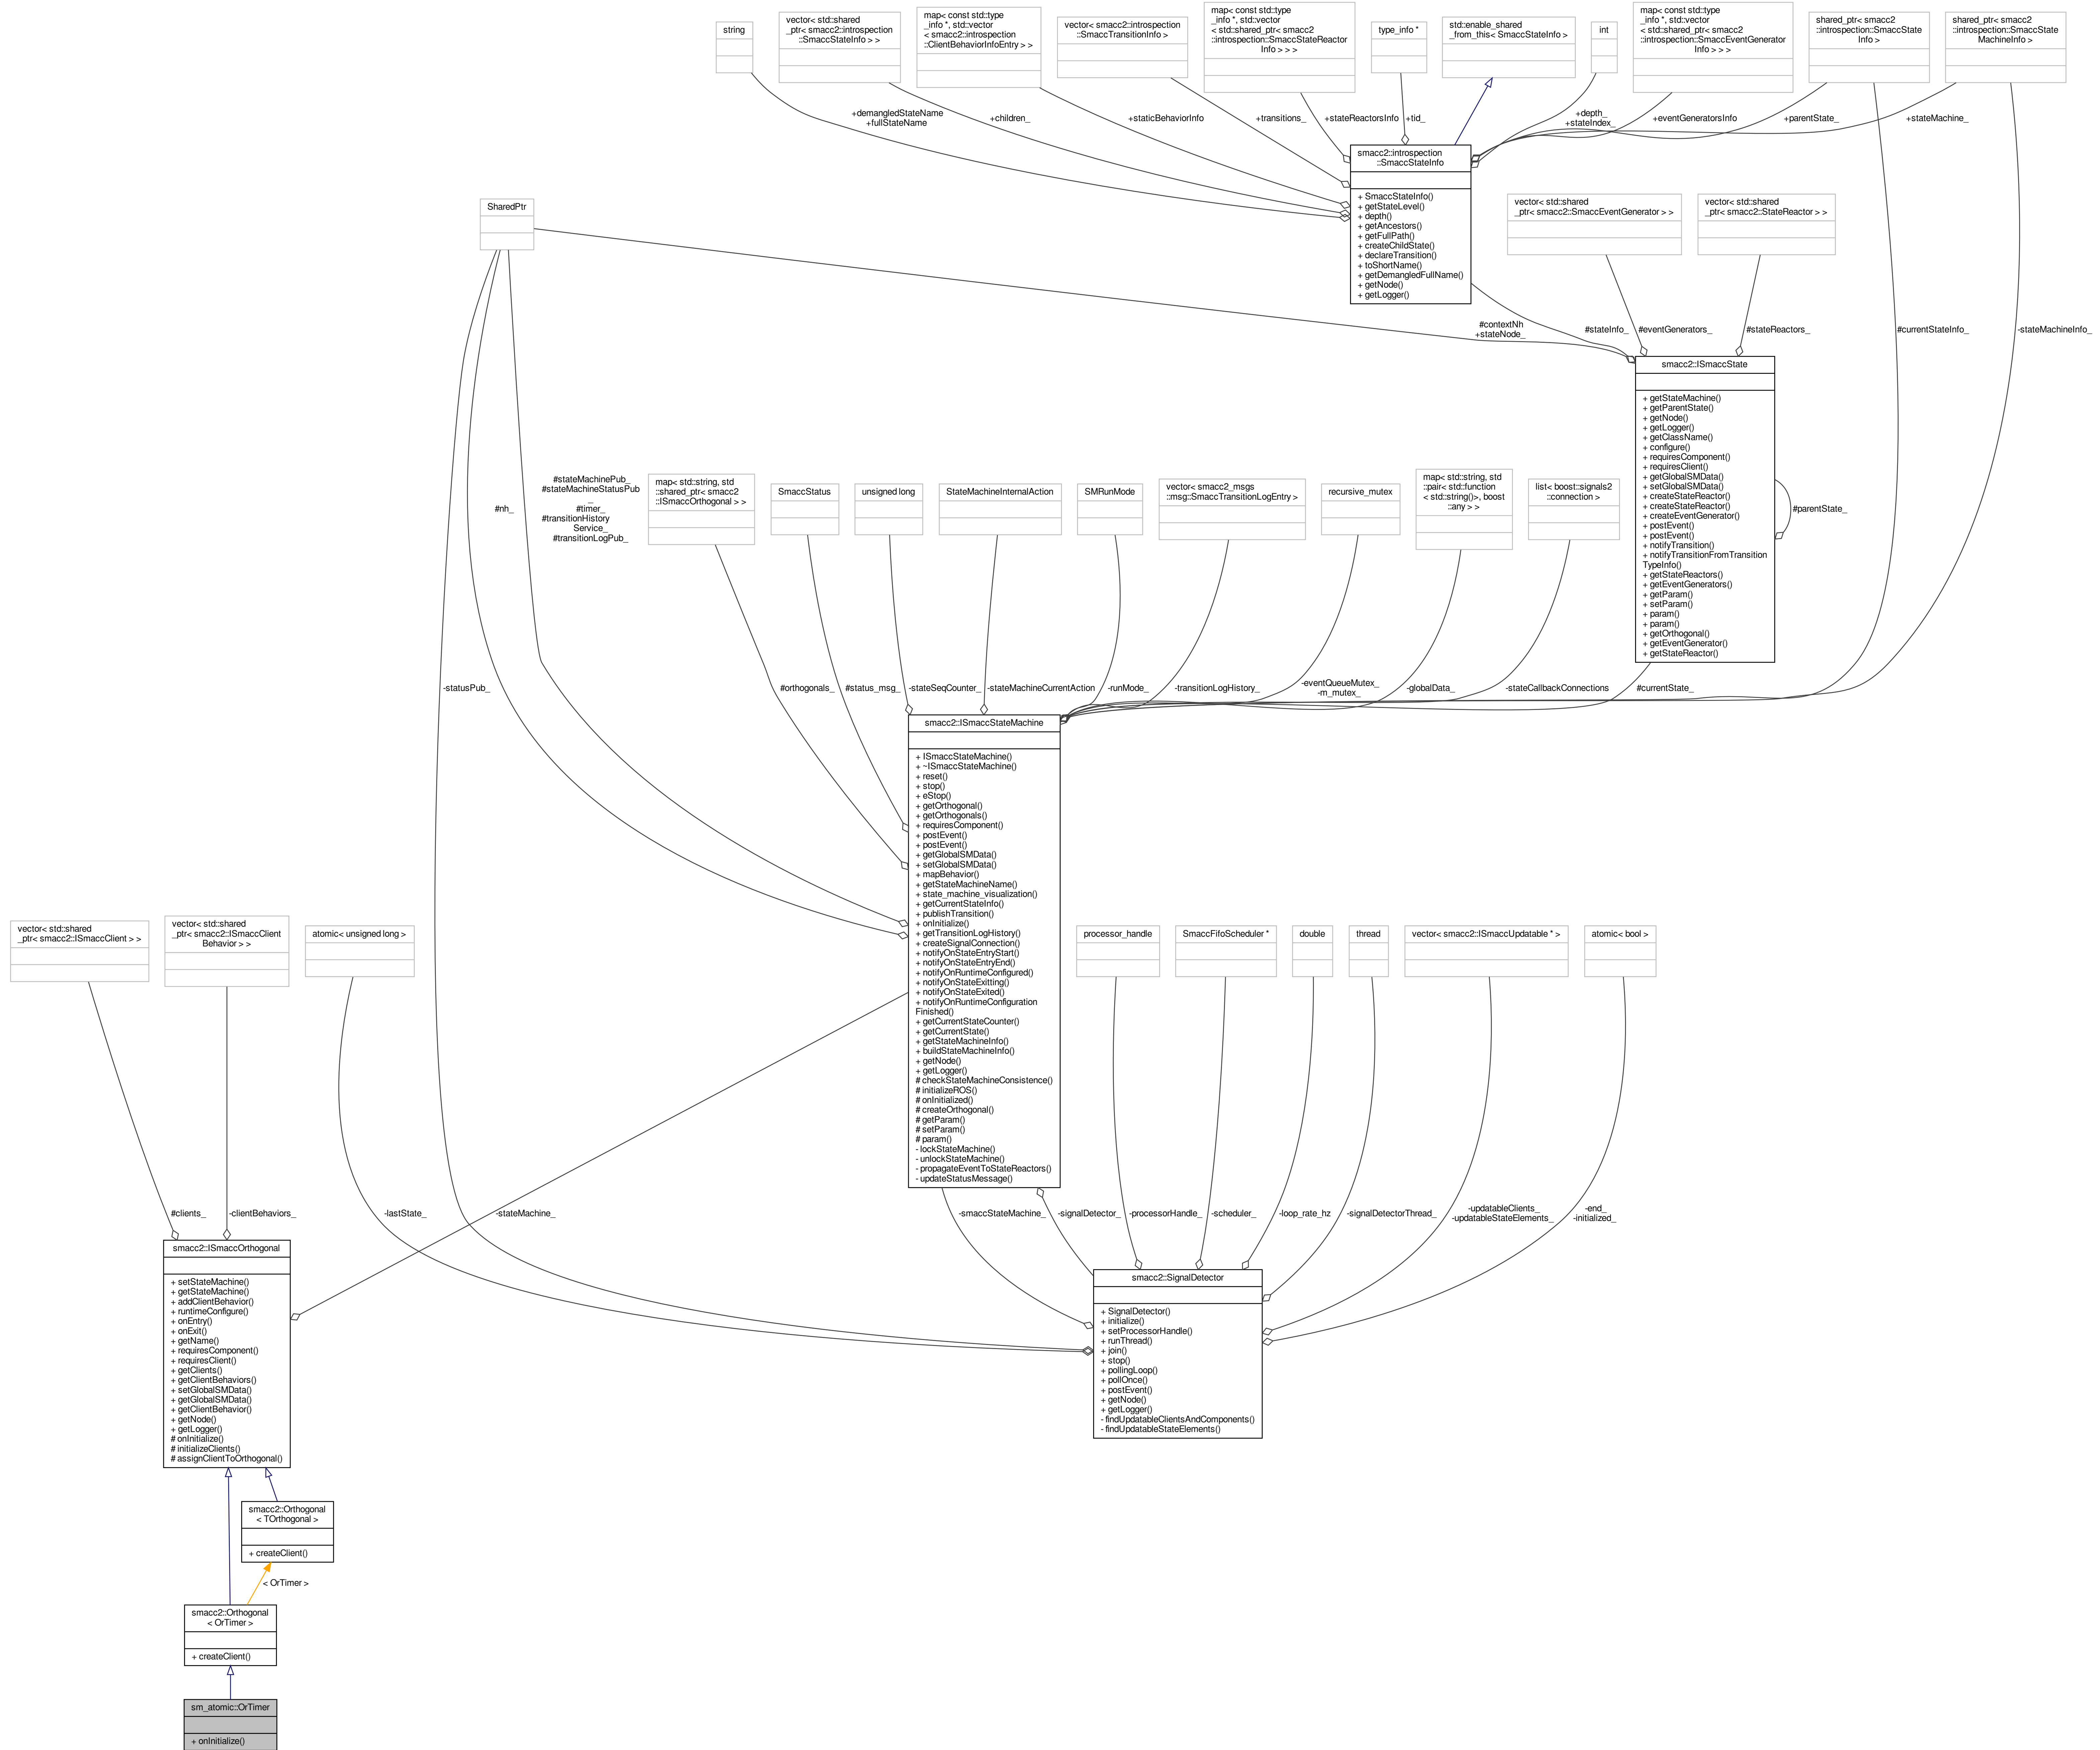 string
vector< std::shared
_ptr< smacc2::introspection
::SmaccStateInfo > >
map< const std::type
_info *, std::vector
< smacc2::introspection
::ClientBehaviorInfoEntry > >
vector< smacc2::introspection
::SmaccTransitionInfo >
map< const std::type
_info *, std::vector
< std::shared_ptr< smacc2
::introspection::SmaccStateReactor
Info > > >
type_info *
std::enable_shared
_from_this< SmaccStateInfo >
int
map< const std::type
_info *, std::vector
< std::shared_ptr< smacc2
::introspection::SmaccEventGenerator
Info > > >
shared_ptr< smacc2
::introspection::SmaccState
Info >
shared_ptr< smacc2
::introspection::SmaccState
MachineInfo >
+demangledStateName
+fullStateName
+children_
+staticBehaviorInfo
+transitions_
+stateReactorsInfo
+tid_
+depth_
+stateIndex_
+eventGeneratorsInfo
+parentState_
+stateMachine_
smacc2::introspection
::SmaccStateInfo
+ SmaccStateInfo()
+ getStateLevel()
+ depth()
+ getAncestors()
+ getFullPath()
+ createChildState()
+ declareTransition()
+ toShortName()
+ getDemangledFullName()
+ getNode()
+ getLogger()
SharedPtr
vector< std::shared
_ptr< smacc2::SmaccEventGenerator > >
vector< std::shared
_ptr< smacc2::StateReactor > >
#contextNh
+stateNode_
#stateInfo_
#eventGenerators_
#stateReactors_
#currentStateInfo_
-stateMachineInfo_
smacc2::ISmaccState
+ getStateMachine()
+ getParentState()
+ getNode()
+ getLogger()
+ getClassName()
+ configure()
+ requiresComponent()
+ requiresClient()
+ getGlobalSMData()
+ setGlobalSMData()
+ createStateReactor()
+ createStateReactor()
+ createEventGenerator()
+ postEvent()
+ postEvent()
+ notifyTransition()
+ notifyTransitionFromTransition
TypeInfo()
+ getStateReactors()
+ getEventGenerators()
+ getParam()
+ setParam()
+ param()
+ param()
+ getOrthogonal()
+ getEventGenerator()
+ getStateReactor()
#parentState_
#nh_
#stateMachinePub_
#stateMachineStatusPub
_
#timer_
#transitionHistory
Service_
#transitionLogPub_
map< std::string, std
::shared_ptr< smacc2
::ISmaccOrthogonal > >
SmaccStatus
unsigned long
StateMachineInternalAction
SMRunMode
vector< smacc2_msgs
::msg::SmaccTransitionLogEntry >
recursive_mutex
map< std::string, std
::pair< std::function
< std::string()>, boost
::any > >
list< boost::signals2
::connection >
-statusPub_
#orthogonals_
#status_msg_
-stateSeqCounter_
-stateMachineCurrentAction
-runMode_
-transitionLogHistory_
-eventQueueMutex_
-m_mutex_
-globalData_
-stateCallbackConnections
#currentState_
smacc2::ISmaccStateMachine
+ ISmaccStateMachine()
+ ~ISmaccStateMachine()
+ reset()
+ stop()
+ eStop()
+ getOrthogonal()
+ getOrthogonals()
+ requiresComponent()
+ postEvent()
+ postEvent()
+ getGlobalSMData()
+ setGlobalSMData()
+ mapBehavior()
+ getStateMachineName()
+ state_machine_visualization()
+ getCurrentStateInfo()
+ publishTransition()
+ onInitialize()
+ getTransitionLogHistory()
+ createSignalConnection()
+ notifyOnStateEntryStart()
+ notifyOnStateEntryEnd()
+ notifyOnRuntimeConfigured()
+ notifyOnStateExitting()
+ notifyOnStateExited()
+ notifyOnRuntimeConfiguration
Finished()
+ getCurrentStateCounter()
+ getCurrentState()
+ getStateMachineInfo()
+ buildStateMachineInfo()
+ getNode()
+ getLogger()
# checkStateMachineConsistence()
# initializeROS()
# onInitialized()
# createOrthogonal()
# getParam()
# setParam()
# param()
- lockStateMachine()
- unlockStateMachine()
- propagateEventToStateReactors()
- updateStatusMessage()
vector< std::shared
_ptr< smacc2::ISmaccClient > >
vector< std::shared
_ptr< smacc2::ISmaccClient
Behavior > >
atomic< unsigned long >
processor_handle
SmaccFifoScheduler *
double
thread
vector< smacc2::ISmaccUpdatable * >
atomic< bool >
#clients_
-clientBehaviors_
-lastState_
-stateMachine_
-smaccStateMachine_
-signalDetector_
-processorHandle_
-scheduler_
-loop_rate_hz
-signalDetectorThread_
-updatableClients_
-updatableStateElements_
-end_
-initialized_
smacc2::ISmaccOrthogonal
+ setStateMachine()
+ getStateMachine()
+ addClientBehavior()
+ runtimeConfigure()
+ onEntry()
+ onExit()
+ getName()
+ requiresComponent()
+ requiresClient()
+ getClients()
+ getClientBehaviors()
+ setGlobalSMData()
+ getGlobalSMData()
+ getClientBehavior()
+ getNode()
+ getLogger()
# onInitialize()
# initializeClients()
# assignClientToOrthogonal()
smacc2::SignalDetector
+ SignalDetector()
+ initialize()
+ setProcessorHandle()
+ runThread()
+ join()
+ stop()
+ pollingLoop()
+ pollOnce()
+ postEvent()
+ getNode()
+ getLogger()
- findUpdatableClientsAndComponents()
- findUpdatableStateElements()
smacc2::Orthogonal
< TOrthogonal >
+ createClient()
< OrTimer >
smacc2::Orthogonal
< OrTimer >
+ createClient()
sm_atomic::OrTimer
+ onInitialize()